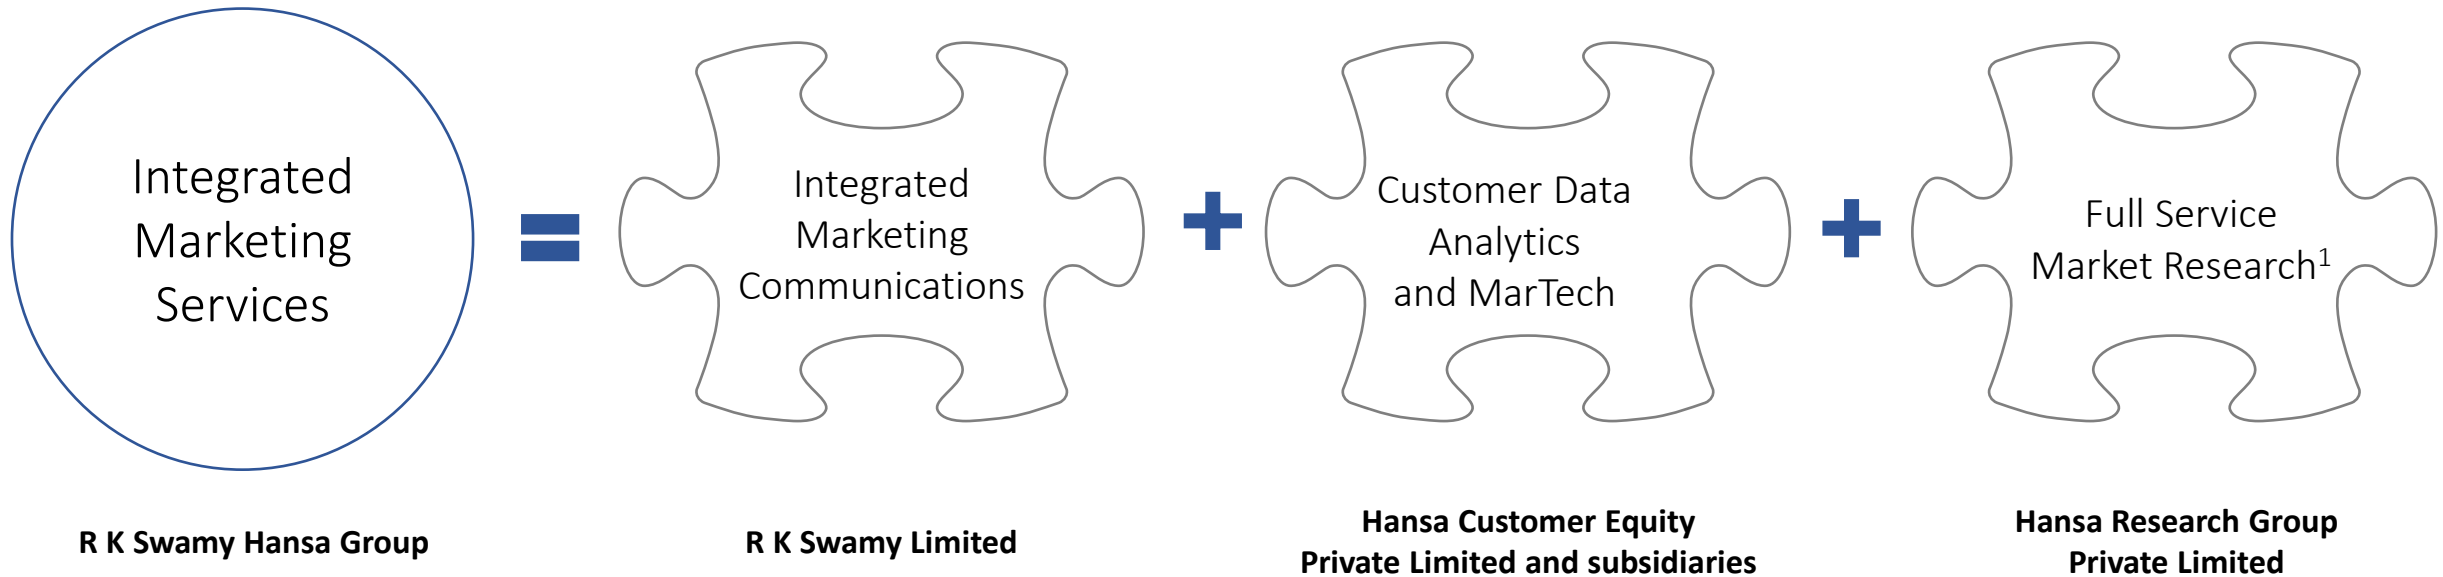 Integrated
Marketing
Services
=
Integrated
Marketing
Communications
+
Customer Data
Analytics
and MarTech
+
Full Service
Market Research¹
R K Swamy Hansa Group
R K Swamy Limited
Hansa Customer Equity
Private Limited and subsidiaries
Hansa Research Group
Private Limited